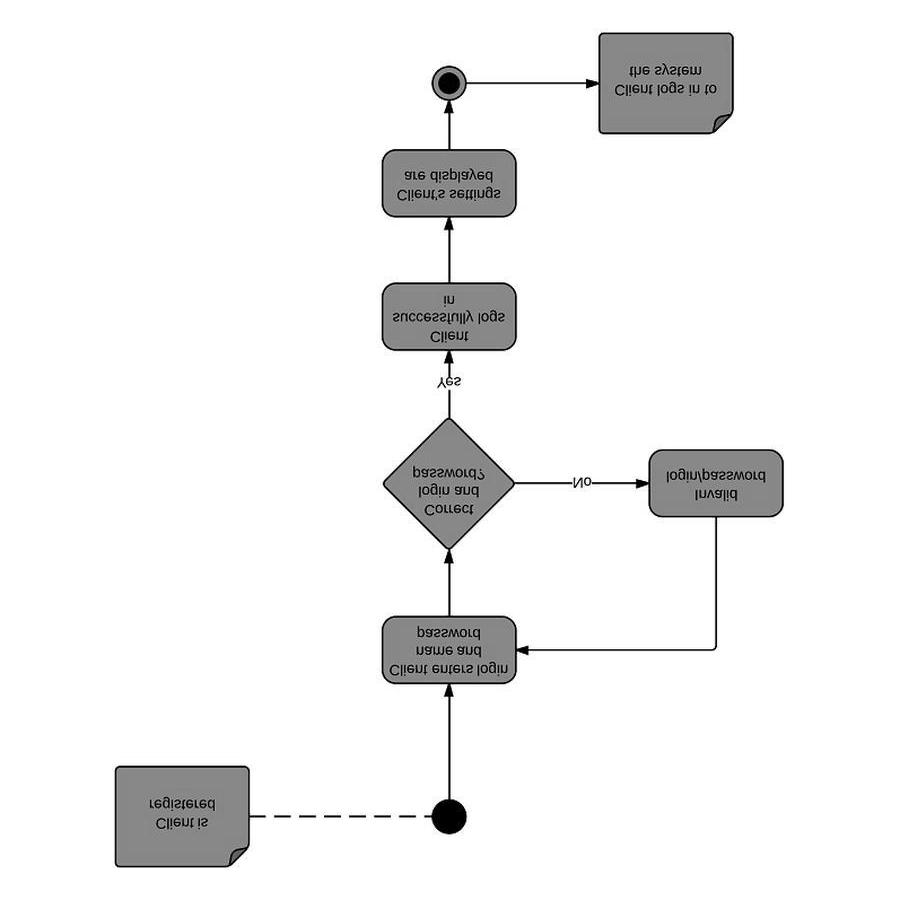 Client is
registered
Client enters login
name and
password
Correct
login and
password?
No
Invalid
login/password
Yes
Client
successfully logs
in
Client's settings
are displayed
Client logs in to
the system